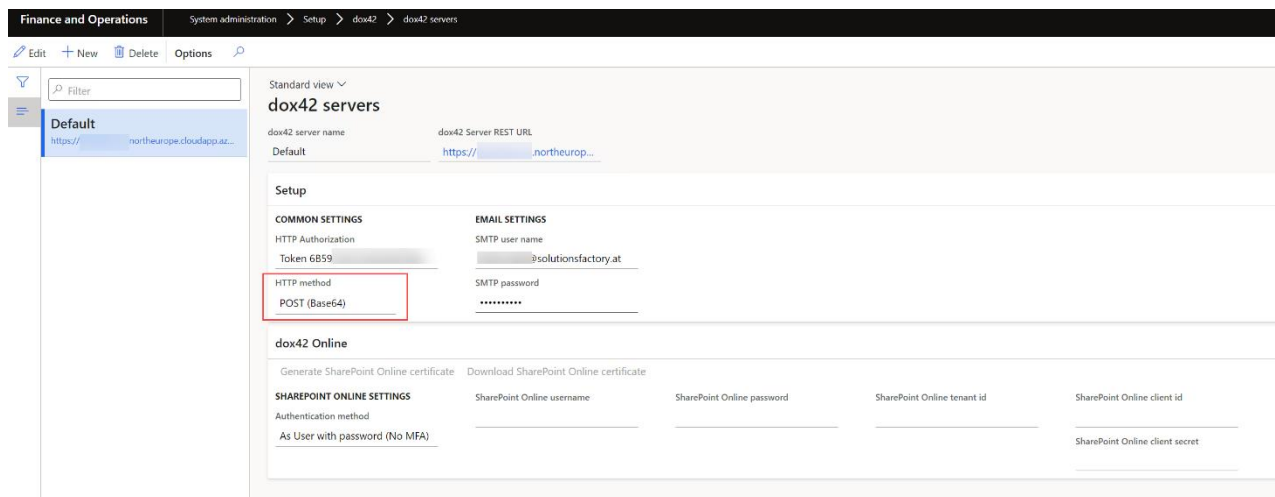 Finance and Operations System administration > Setup > dox42 > dox42 servers
Edit + New Delete Options
Filter
Default
https:// northeurope.cloudapp.az...
Standard view
dox42 servers
dox42 server name dox42 Server REST URL
Default https:// .northeurop...
Setup
COMMON SETTINGS EMAIL SETTINGS
HTTP Authorization SMTP user name
Token 6B59 @solutionsfactory.at
HTTP method SMTP password
POST (Base64) ••••••••••
dox42 Online
Generate SharePoint Online certificate Download SharePoint Online certificate
SHAREPOINT ONLINE SETTINGS SharePoint Online username SharePoint Online password SharePoint Online tenant id SharePoint Online client id
Authentication method
As User with password (No MFA)
SharePoint Online client secret